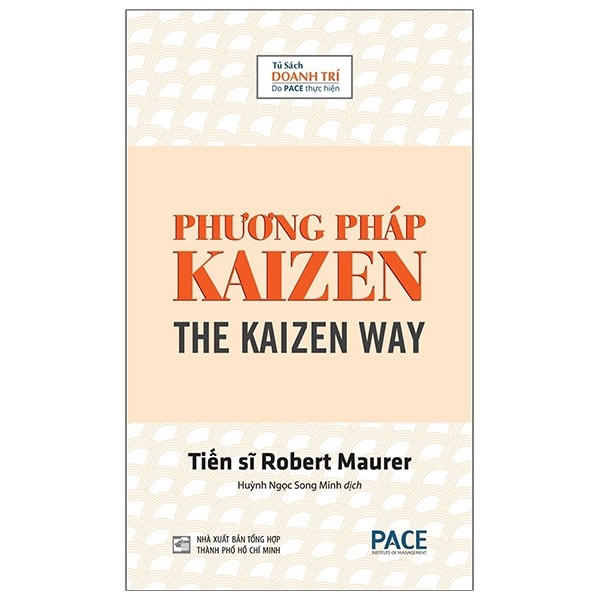 Tủ Sách
DOANH TRÍ
Do PACE thực hiện
PHƯƠNG PHÁP
KAIZEN
THE KAIZEN WAY
Tiến sĩ Robert Maurer
Huỳnh Ngọc Song Minh dịch
NHÀ XUẤT BẢN TỔNG HỢP
THÀNH PHỐ HỒ CHÍ MINH
PACE
INSTITUTE OF MANAGEMENT